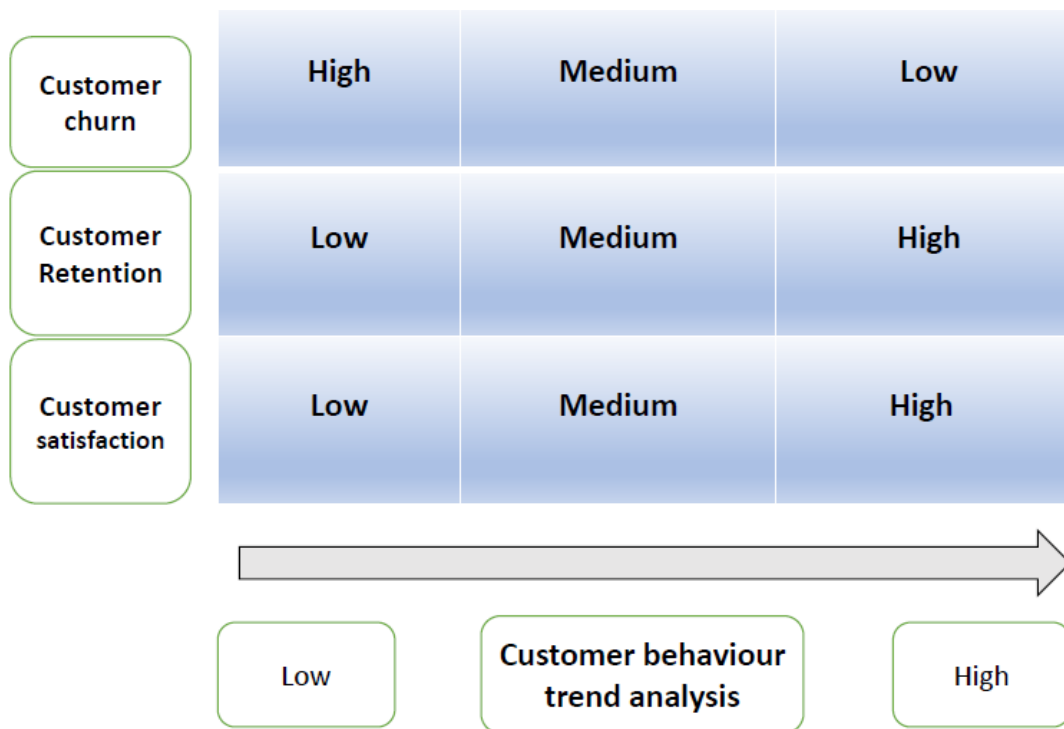 Customer
churn
High
Medium
Low
Customer
Retention
Low
Medium
High
Customer
satisfaction
Low
Medium
High
Low
Customer behaviour
trend analysis
High